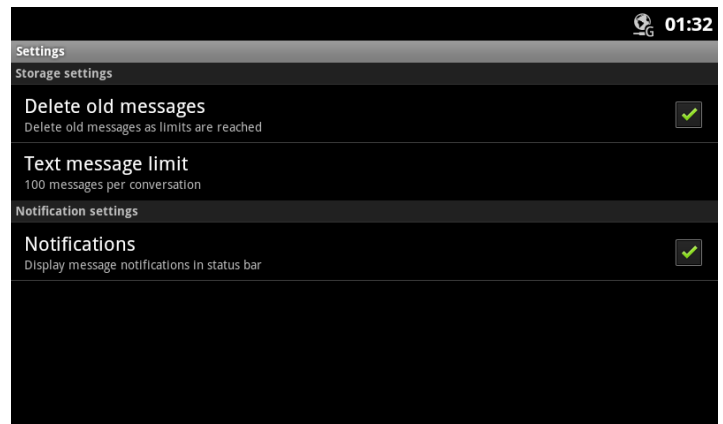 G 01:32
Settings
Storage settings
Delete old messages
Delete old messages as limits are reached
Text message limit
100 messages per conversation
Notification settings
Notifications
Display message notifications in status bar